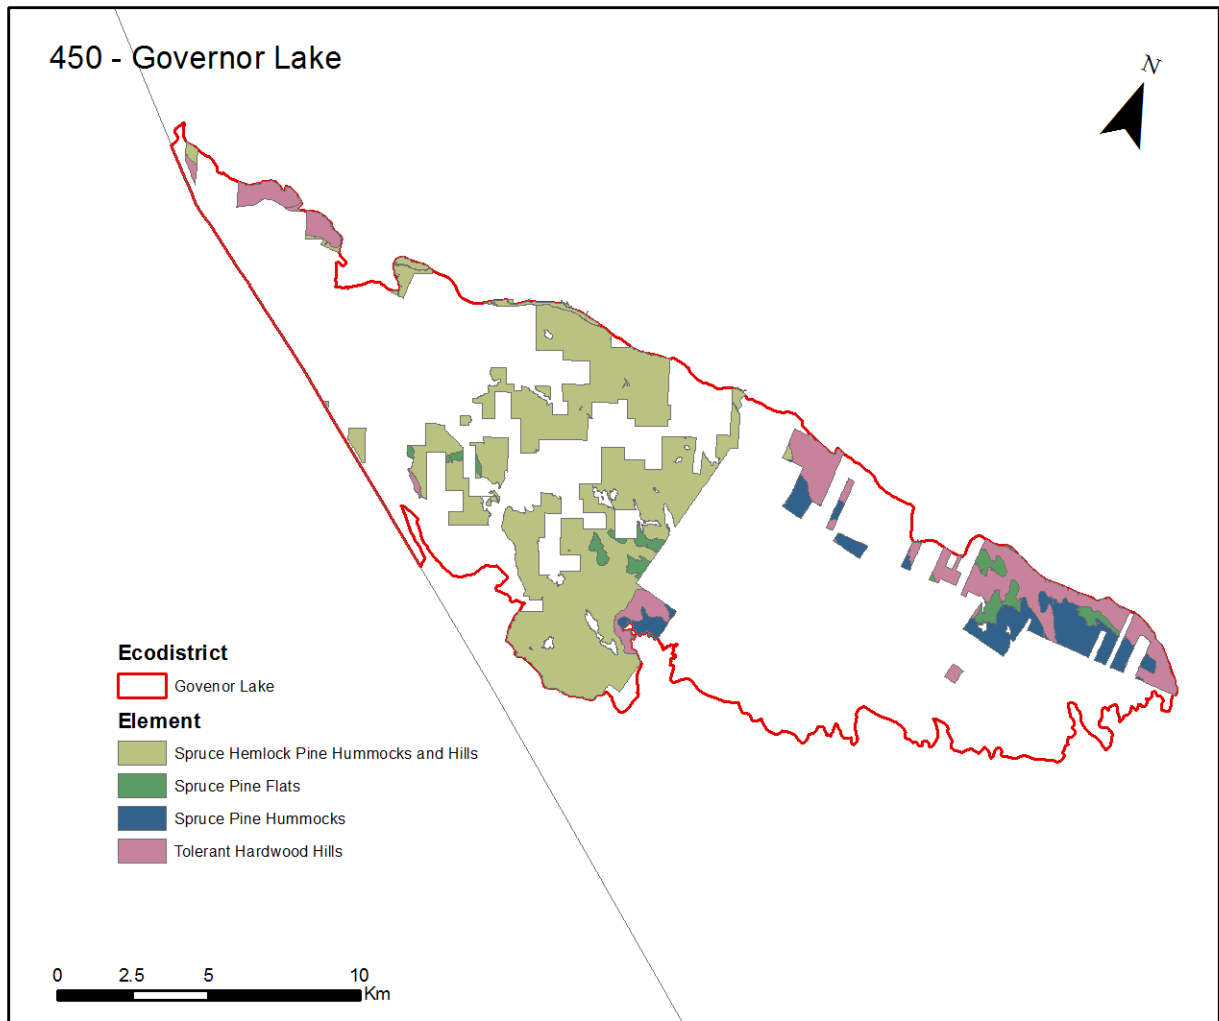 450 - Governor Lake
N
Ecodistrict
Govenor Lake
Element
Spruce Hemlock Pine Hummocks and Hills
Spruce Pine Flats
Spruce Pine Hummocks
Tolerant Hardwood Hills
0 2.5 5 10
Km